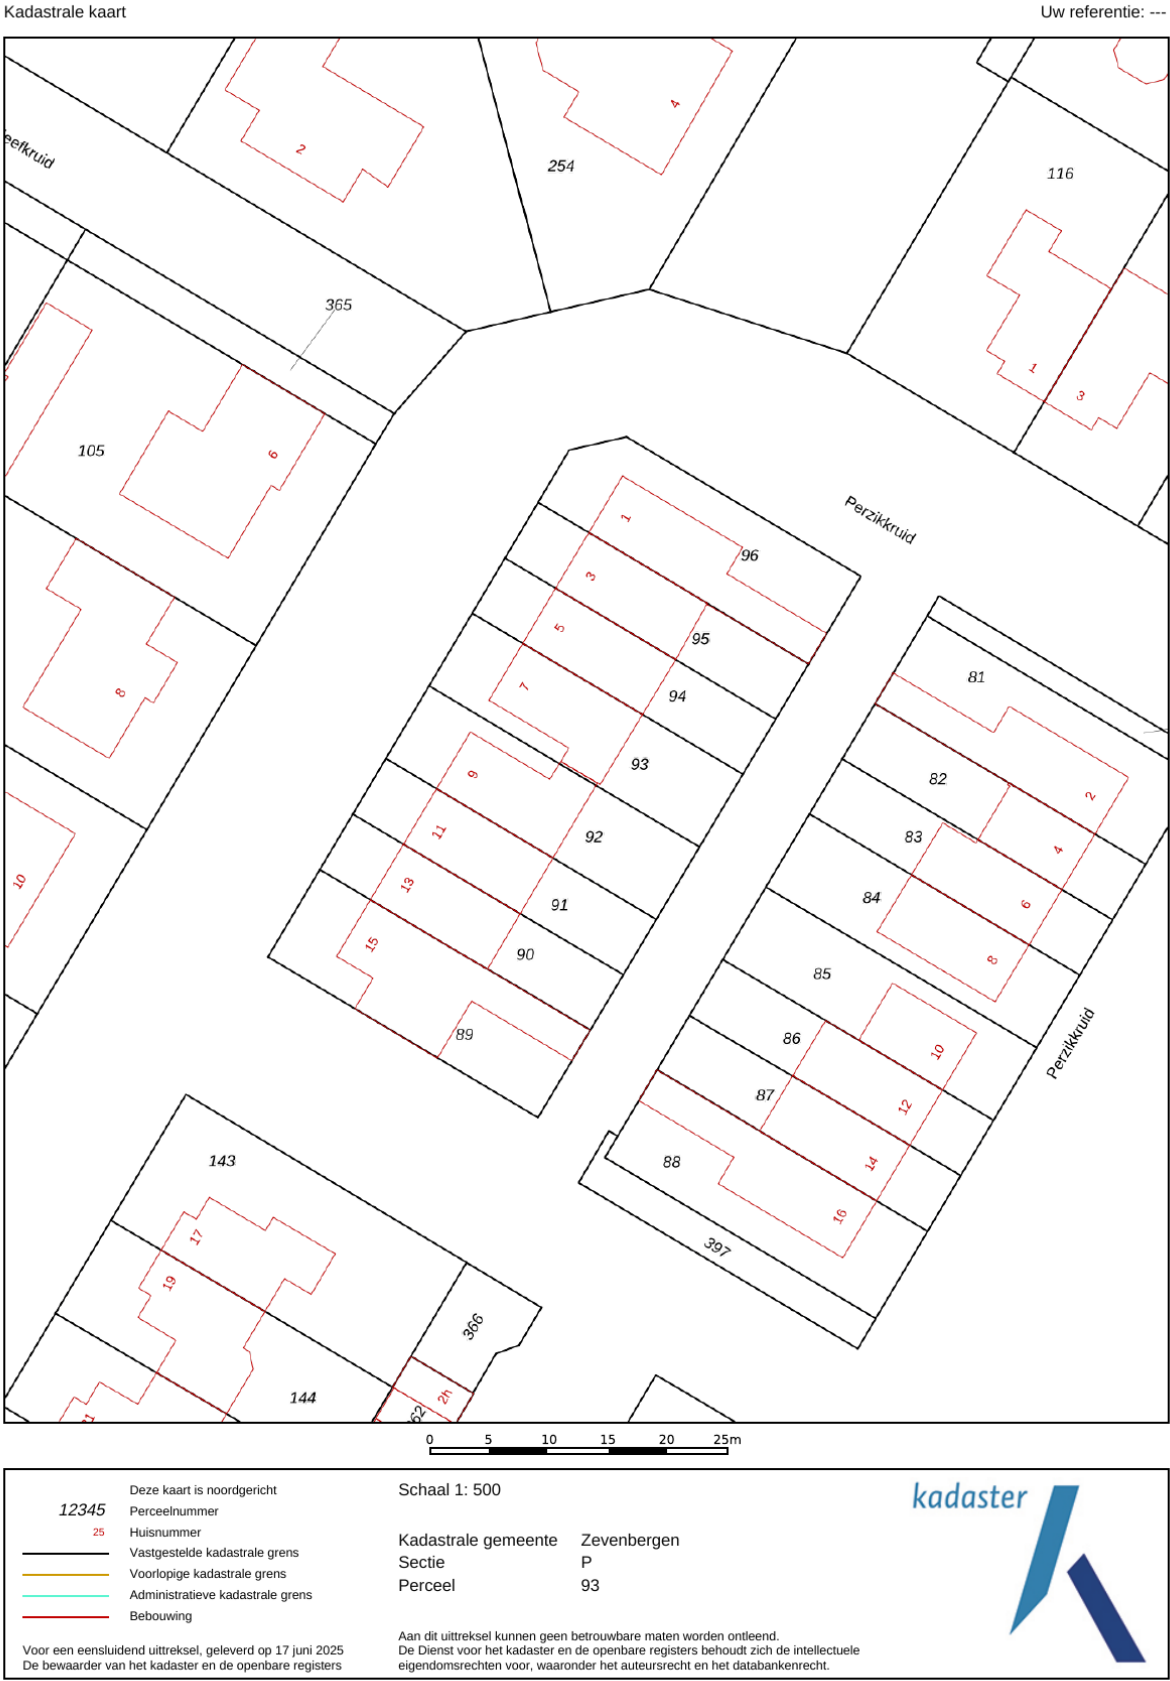 Kadastrale kaart
Uw referentie: ---
eefkruid
2
4
254
116
365
1
3
105
6
Perzikkruid
1
96
3
95
5
81
94
7
8
93
82
2
9
92
83
4
11
10
84
6
13
91
15
90
8
85
89
86
10
Perzikkruid
87
12
143
88
14
17
16
19
397
366
144
2h
62
21
0 5 10 15 20 25m
Deze kaart is noordgericht
12345 Perceelnummer
25 Huisnummer
Vastgestelde kadastrale grens
Voorlopige kadastrale grens
Administratieve kadastrale grens
Bebouwing
Voor een eensluidend uittreksel, geleverd op 17 juni 2025
De bewaarder van het kadaster en de openbare registers
Schaal 1: 500
Kadastrale gemeente Zevenbergen
Sectie P
Perceel 93
Aan dit uittreksel kunnen geen betrouwbare maten worden ontleend.
De Dienst voor het kadaster en de openbare registers behoudt zich de intellectuele
eigendomsrechten voor, waaronder het auteursrecht en het databankenrecht.
kadaster